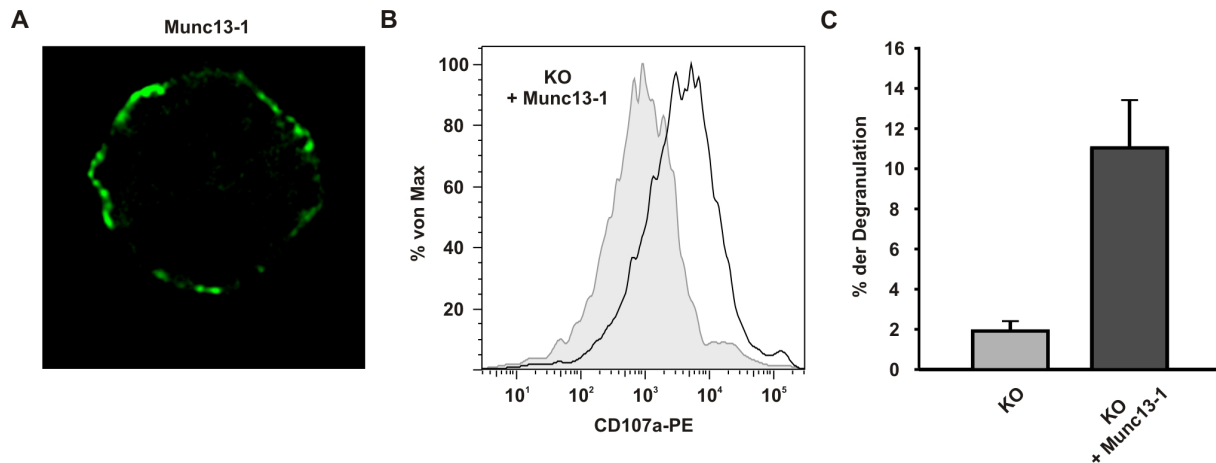 A
Munc13-1
B
KO
+ Munc13-1
% von Max
100
80
60
40
20
10¹ 10² 10³ 10⁴ 10⁵
CD107a-PE
C
% der Degranulation
16
14
12
10
8
6
4
2
0
KO
KO
+ Munc13-1